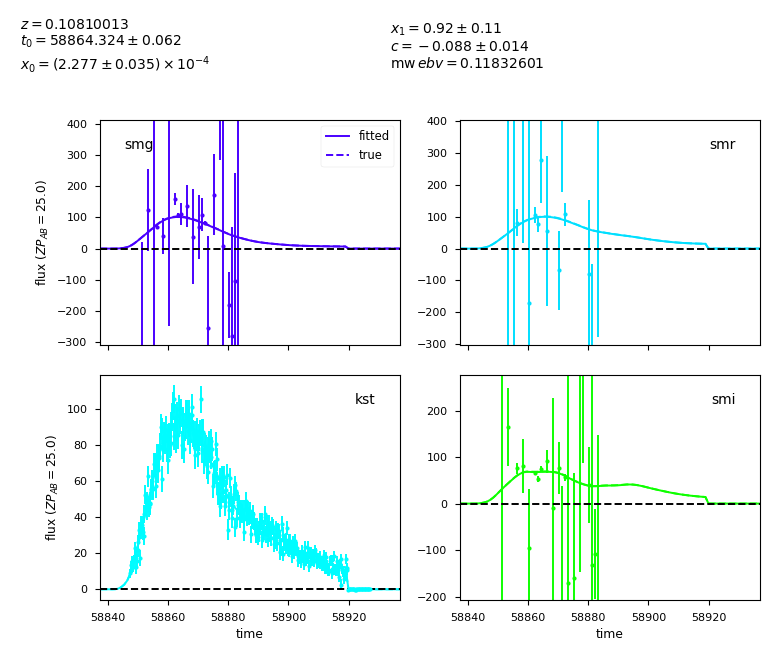 z = 0.10810013
t₀ = 58864.324 ± 0.062
x₀ = (2.277 ± 0.035) × 10⁻⁴
x₁ = 0.92 ± 0.11
c = −0.088 ± 0.014
mw ebv = 0.11832601
smg
fitted
true
400
300
200
100
0
−100
−200
−300
flux (ZP_AB = 25.0)
smr
400
300
200
100
0
−100
−200
−300
kst
100
80
60
40
20
0
flux (ZP_AB = 25.0)
58840 58860 58880 58900 58920
time
smi
200
100
0
−100
−200
58840 58860 58880 58900 58920
time